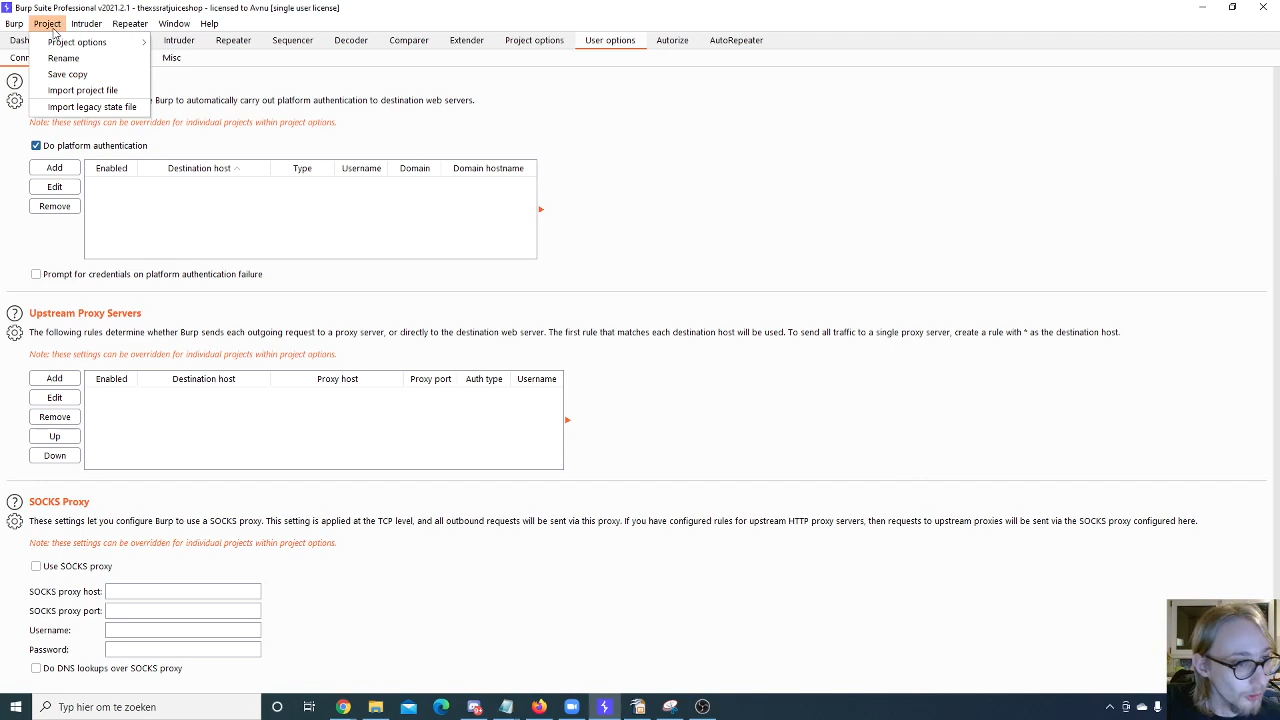 Burp Suite Professional v2021.2.1 - thexssratjuiceshop - licensed to Avnu [single user license]
Burp Project Intruder Repeater Window Help
Dash Intruder Repeater Sequencer Decoder Comparer Extender Project options User options Autorize AutoRepeater
Project options
Conn Misc
Rename
Save copy
Import project file
Import legacy state file
Burp to automatically carry out platform authentication to destination web servers.
Note: these settings can be overridden for individual projects within project options.
Do platform authentication
Add Enabled Destination host Type Username Domain Domain hostname
Edit
Remove
Prompt for credentials on platform authentication failure
Upstream Proxy Servers
The following rules determine whether Burp sends each outgoing request to a proxy server, or directly to the destination web server. The first rule that matches each destination host will be used. To send all traffic to a single proxy server, create a rule with * as the destination host.
Note: these settings can be overridden for individual projects within project options.
Add Enabled Destination host Proxy host Proxy port Auth type Username
Edit
Remove
Up
Down
SOCKS Proxy
These settings let you configure Burp to use a SOCKS proxy. This setting is applied at the TCP level, and all outbound requests will be sent via this proxy. If you have configured rules for upstream HTTP proxy servers, then requests to upstream proxies will be sent via the SOCKS proxy configured here.
Note: these settings can be overridden for individual projects within project options.
Use SOCKS proxy
SOCKS proxy host:
SOCKS proxy port:
Username:
Password:
Do DNS lookups over SOCKS proxy
Typ hier om te zoeken